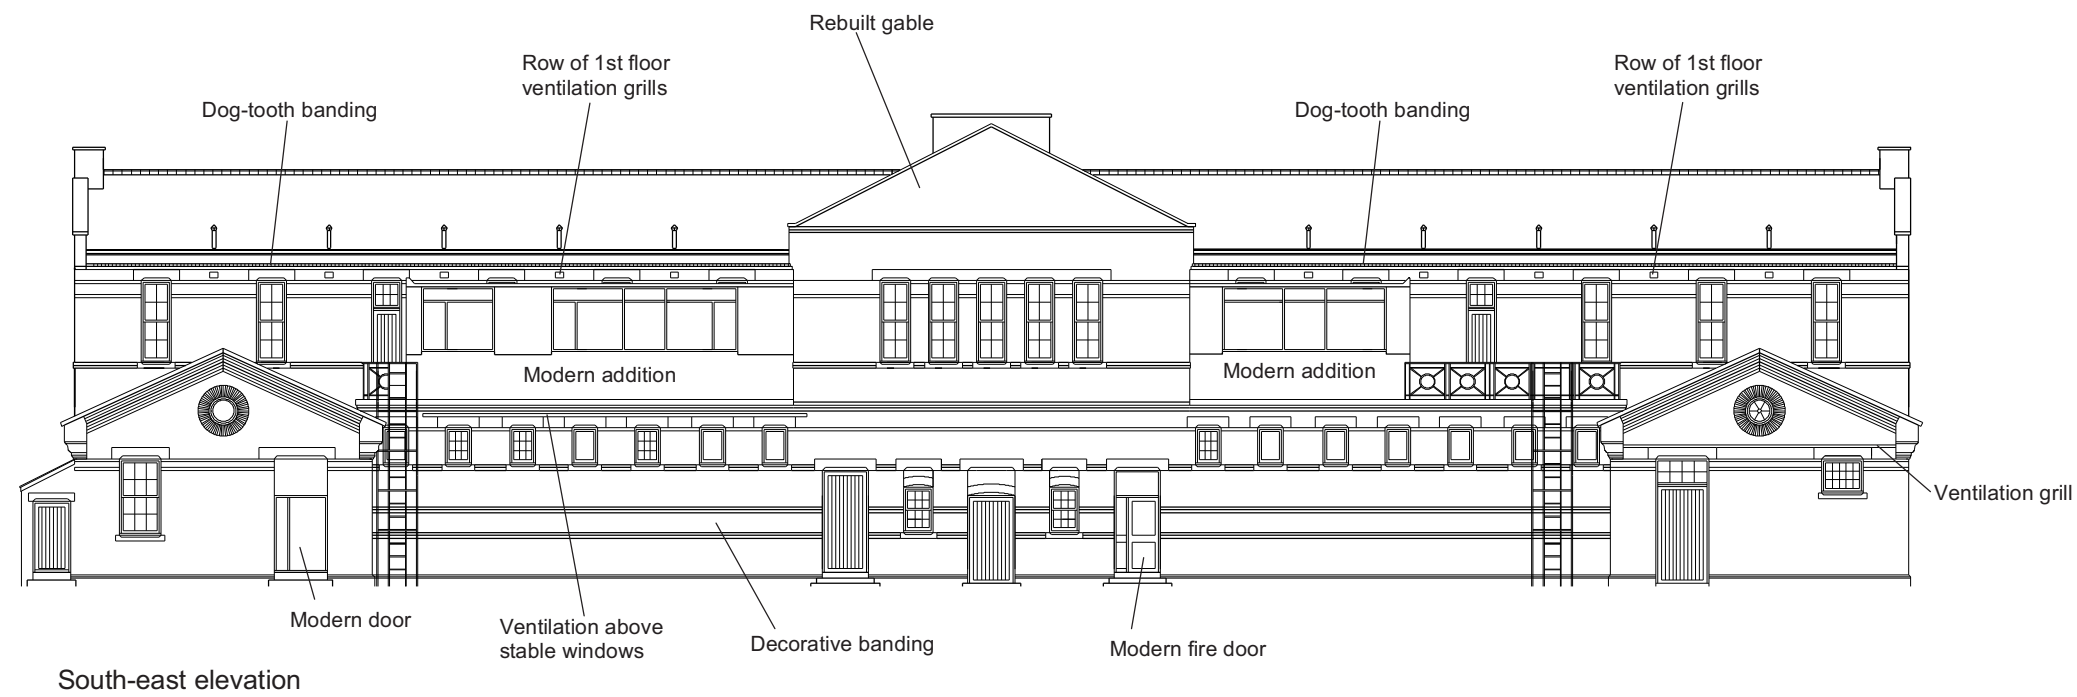 Rebuilt gable
Row of 1st floor
ventilation grills
Row of 1st floor
ventilation grills
Dog-tooth banding
Dog-tooth banding
Modern addition
Modern addition
Ventilation grill
Modern door
Ventilation above
stable windows
Decorative banding
Modern fire door
South-east elevation